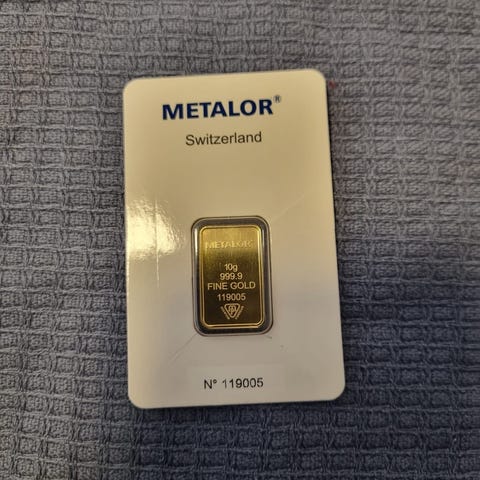 METALOR®
Switzerland
METALOR®
10g
999.9
FINE GOLD
119005
N° 119005